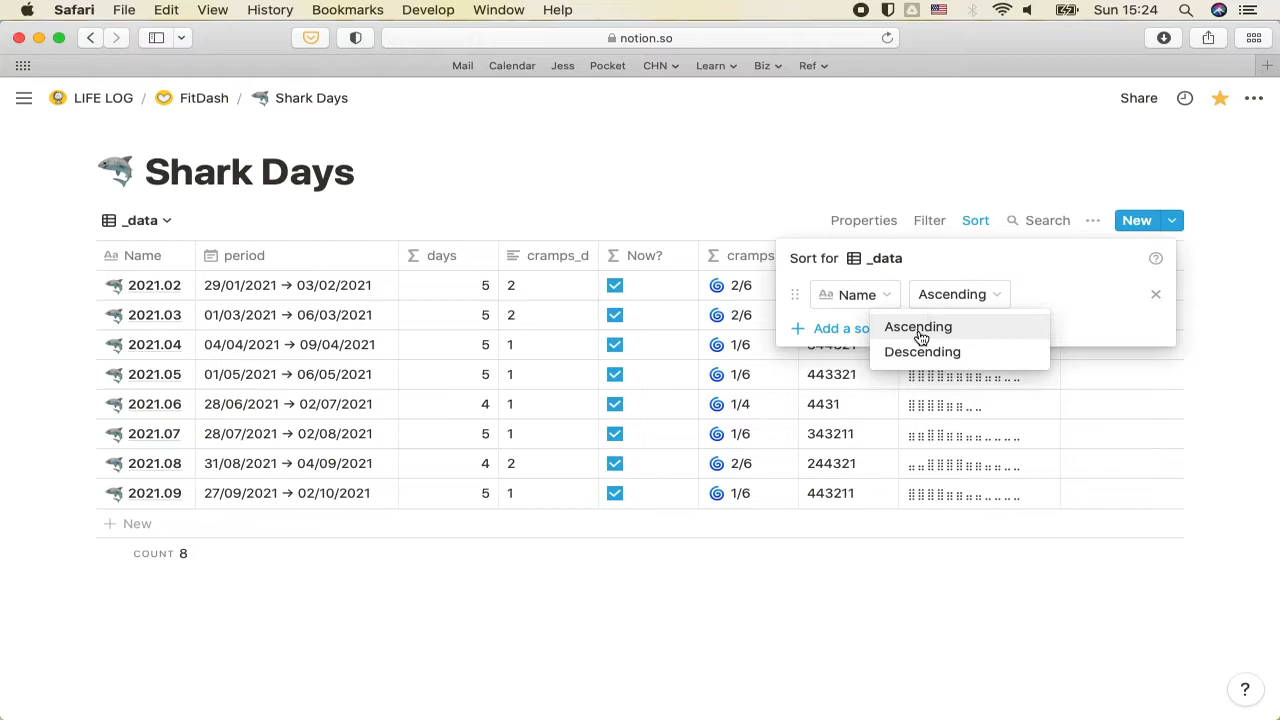 Safari File Edit View History Bookmarks Develop Window Help Sun 15:24
notion.so
Mail Calendar Jess Pocket CHN Learn Biz Ref
LIFE LOG / FitDash / Shark Days Share
Shark Days
_data Properties Filter Sort Search New
Aa Name period Σ days cramps_d Σ Now? Σ cramps
Sort for _data
Aa Name Ascending
Add a so
Ascending
Descending
2021.02 29/01/2021 → 03/02/2021 5 2 2/6
2021.03 01/03/2021 → 06/03/2021 5 2 2/6
2021.04 04/04/2021 → 09/04/2021 5 1 1/6 344321
2021.05 01/05/2021 → 06/05/2021 5 1 1/6 443321
2021.06 28/06/2021 → 02/07/2021 4 1 1/4 4431
2021.07 28/07/2021 → 02/08/2021 5 1 1/6 343211
2021.08 31/08/2021 → 04/09/2021 4 2 2/6 244321
2021.09 27/09/2021 → 02/10/2021 5 1 1/6 443211
+ New
COUNT 8
?